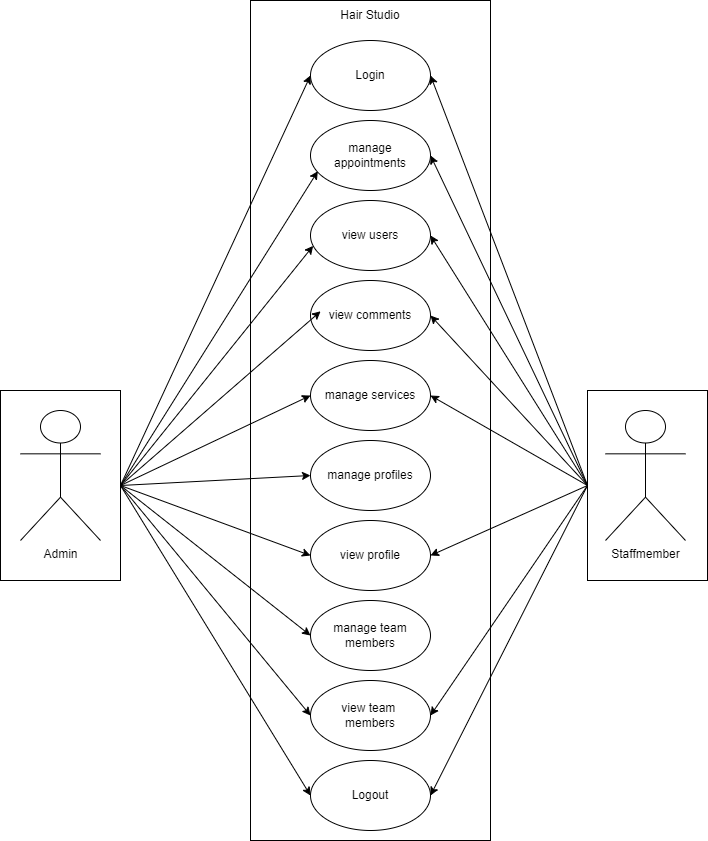 Hair Studio
Login
manage
appointments
view users
view comments
manage services
manage profiles
view profile
manage team
members
view team
members
Logout
Admin
Staffmember